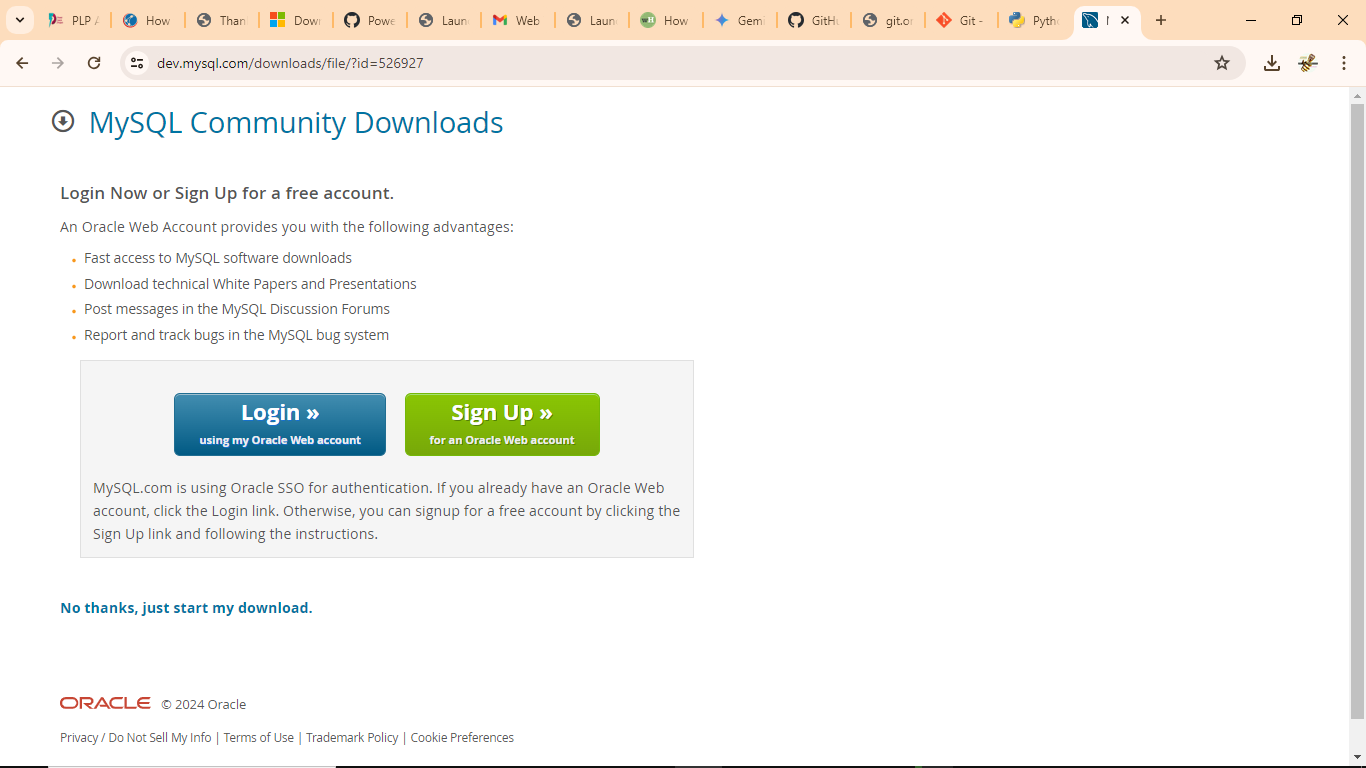 PLP
How
Than
Down
Powe
Laun
Web
Laun
How
Gemi
GitHu
git.or
Git -
Pytho
dev.mysql.com/downloads/file/?id=526927
MySQL Community Downloads
Login Now or Sign Up for a free account.
An Oracle Web Account provides you with the following advantages:
Fast access to MySQL software downloads
Download technical White Papers and Presentations
Post messages in the MySQL Discussion Forums
Report and track bugs in the MySQL bug system
Login »
using my Oracle Web account
Sign Up »
for an Oracle Web account
MySQL.com is using Oracle SSO for authentication. If you already have an Oracle Web
account, click the Login link. Otherwise, you can signup for a free account by clicking the
Sign Up link and following the instructions.
No thanks, just start my download.
ORACLE © 2024 Oracle
Privacy / Do Not Sell My Info | Terms of Use | Trademark Policy | Cookie Preferences